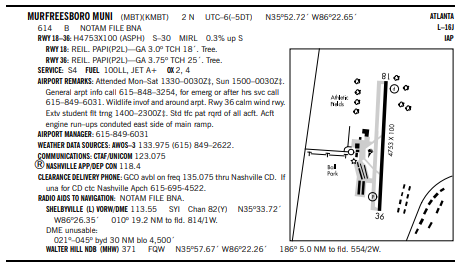 MURFREESBORO MUNI (MBT)(KMBT) 2 N UTC-6(-5DT) N35°52.72´ W86°22.65´ ATLANTA
614 B NOTAM FILE BNA L-16J
RWY 18-36: H4753X100 (ASPH) S-30 MIRL 0.3% up S IAP
RWY 18: REIL. PAPI(P2L)—GA 3.0° TCH 18´. Tree.
RWY 36: REIL. PAPI(P2L)—GA 3.75° TCH 25´. Tree.
SERVICE: S4 FUEL 100LL, JET A+ OX 2, 4
AIRPORT REMARKS: Attended Mon-Sat 1330-0030Z‡, Sun 1500-0030Z‡.
General arpt info call 615-848-3254, for emerg or after hrs svc call
615-849-6031. Wildlife invof and around arpt. Rwy 36 calm wind rwy.
Extv student flt trng 1400-2300Z‡. Std tfc pat rqrd of all acft. Acft
engine run-ups conduted east side of main ramp.
AIRPORT MANAGER: 615-849-6031
WEATHER DATA SOURCES: AWOS-3 133.975 (615) 849-2622.
COMMUNICATIONS: CTAF/UNICOM 123.075
Ⓡ NASHVILLE APP/DEP CON 118.4
CLEARANCE DELIVERY PHONE: GCO avbl on freq 135.075 thru Nashville CD. If
una for CD ctc Nashville Apch 615-695-4522.
RADIO AIDS TO NAVIGATION: NOTAM FILE BNA.
SHELBYVILLE (L) VORW/DME 113.55 SYI Chan 82(Y) N35°33.72´
W86°26.35´ 010° 19.2 NM to fld. 814/1W.
DME unusable:
021°-045° byd 30 NM blo 4,500´
WALTER HILL NDB (MHW) 371 FQW N35°57.67´ W86°22.26´ 186° 5.0 NM to fld. 554/2W.
18
Athletic
Fields
4753 X 100
Ball
Park
36